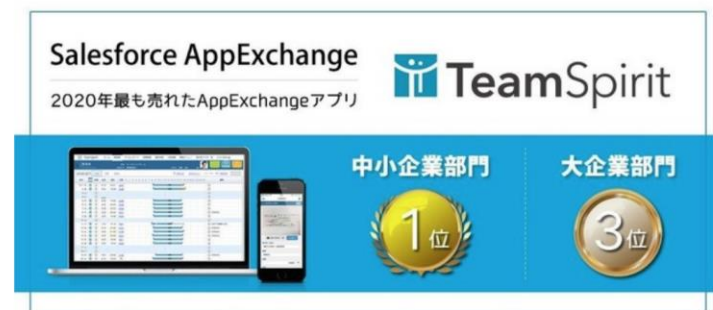 Salesforce AppExchange
2020年最も売れたAppExchangeアプリ
TeamSpirit
中小企業部門
1位
大企業部門
3位